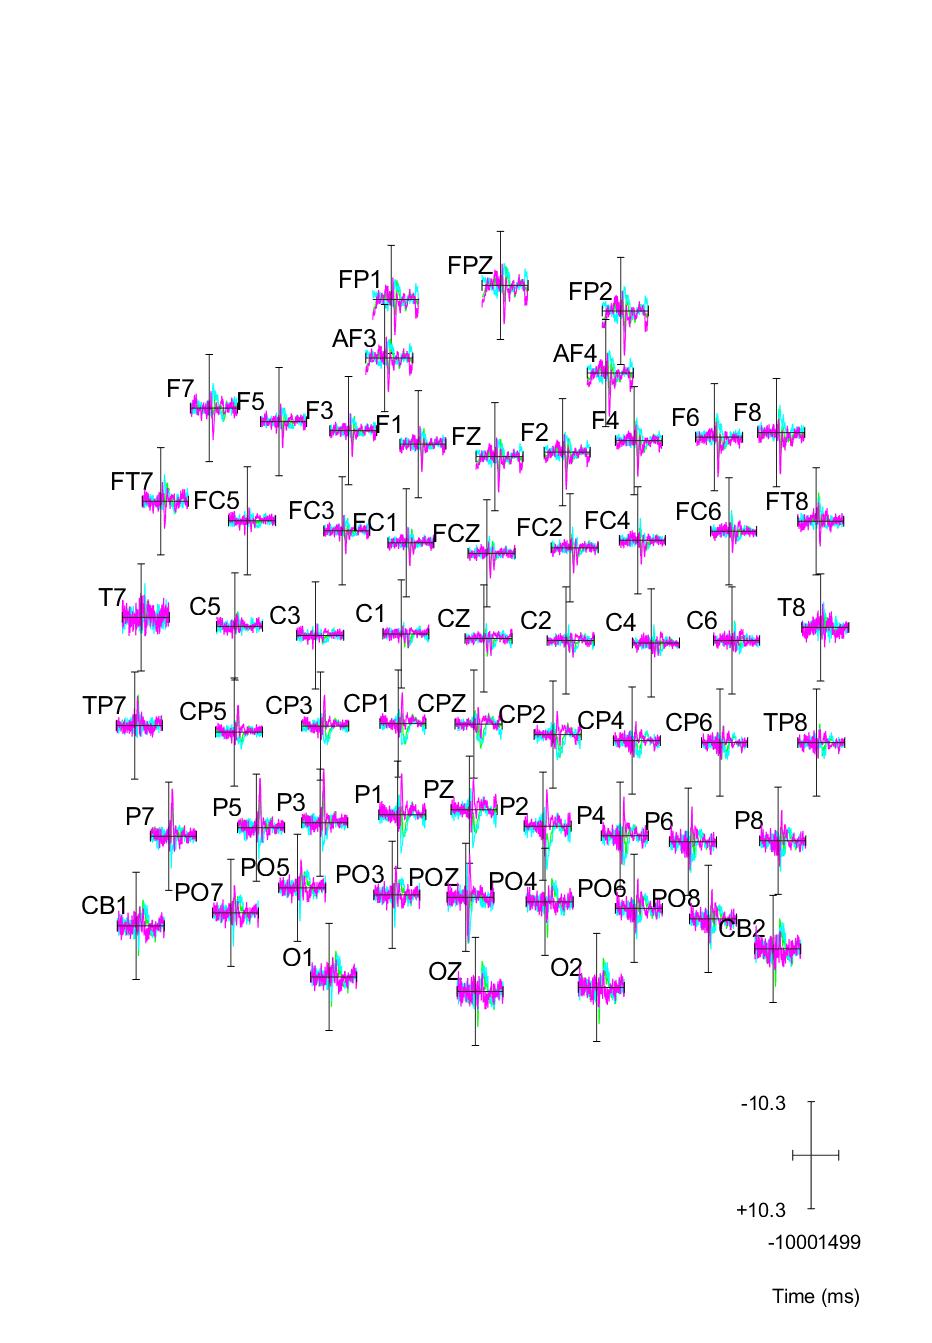 FP1 FPZ FP2
AF3 AF4
F7 F5 F3 F1 FZ F2 F4 F6 F8
FT7 FC5 FC3 FC1 FCZ FC2 FC4 FC6 FT8
T7 C5 C3 C1 CZ C2 C4 C6 T8
TP7 CP5 CP3 CP1 CPZ CP2 CP4 CP6 TP8
P7 P5 P3 P1 PZ P2 P4 P6 P8
PO7 PO5 PO3 POZ PO4 PO6 PO8
CB1 O1 OZ O2 CB2
-10.3
+10.3
-10001499
Time (ms)